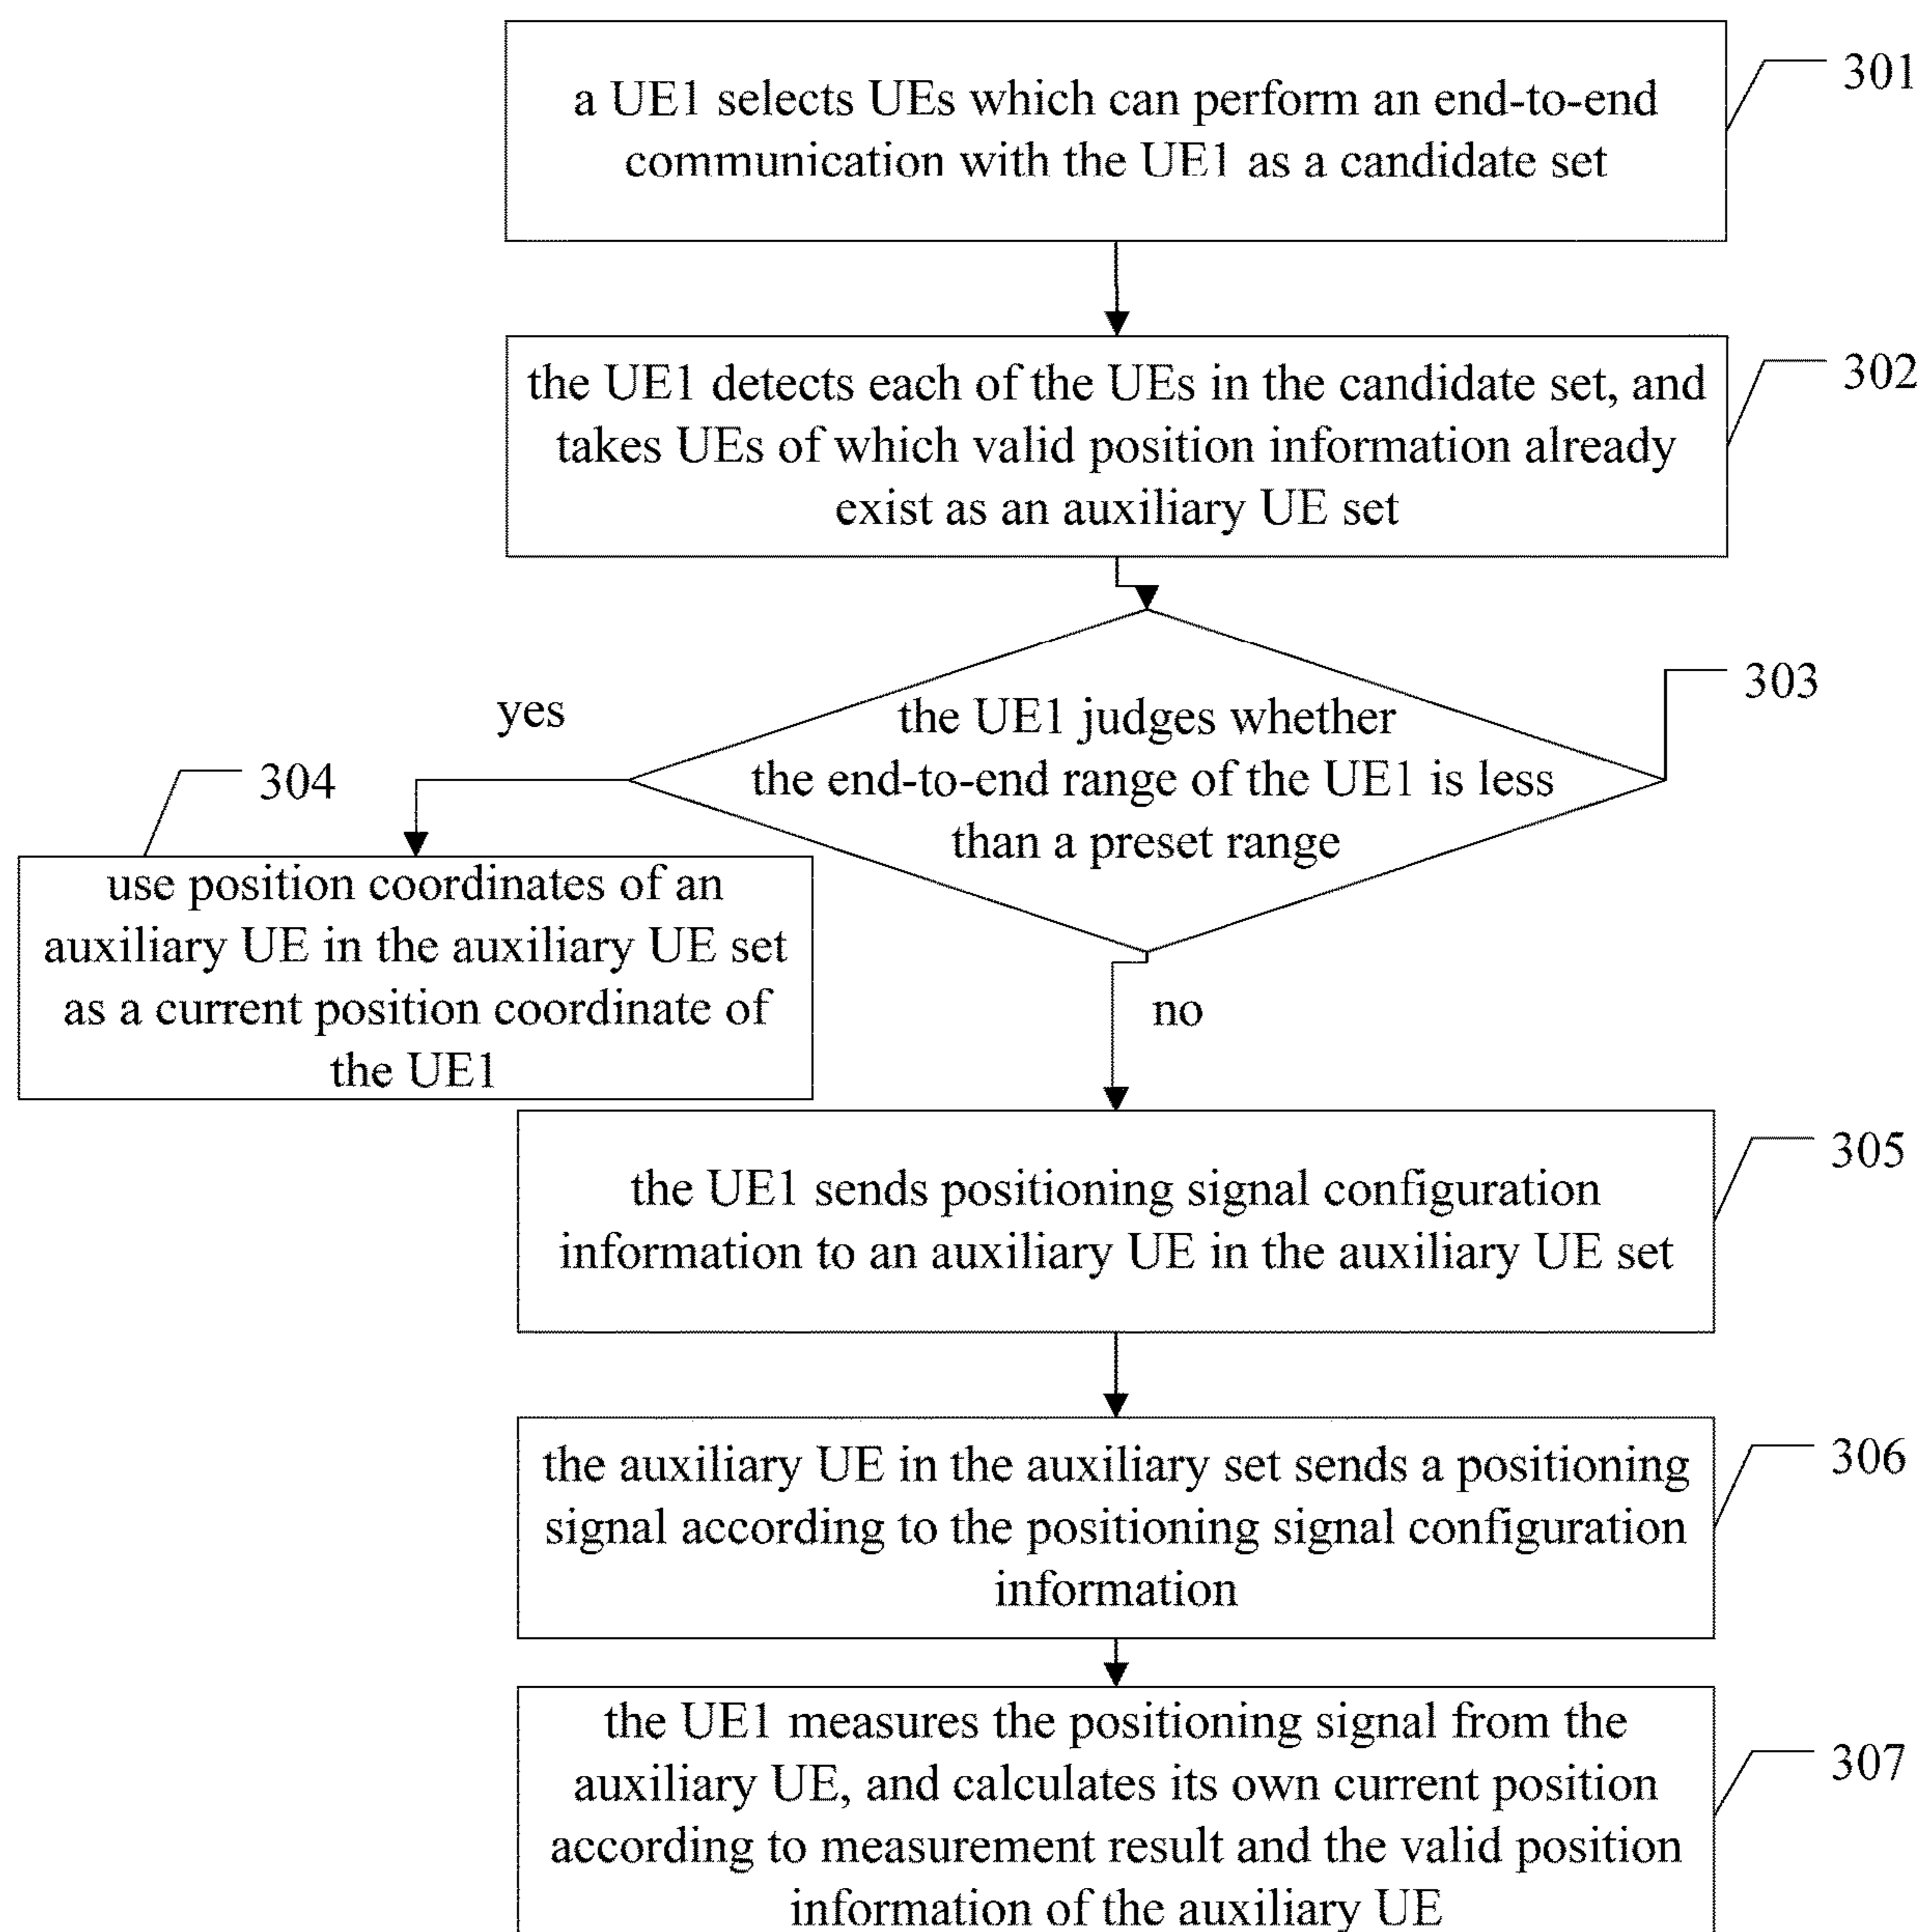 a UE1 selects UEs which can perform an end-to-end
communication with the UE1 as a candidate set
301
the UE1 detects each of the UEs in the candidate set, and
takes UEs of which valid position information already
exist as an auxiliary UE set
302
the UE1 judges whether
the end-to-end range of the UE1 is less
than a preset range
303
yes
304
use position coordinates of an
auxiliary UE in the auxiliary UE set
as a current position coordinate of
the UE1
no
the UE1 sends positioning signal configuration
information to an auxiliary UE in the auxiliary UE set
305
the auxiliary UE in the auxiliary set sends a positioning
signal according to the positioning signal configuration
information
306
the UE1 measures the positioning signal from the
auxiliary UE, and calculates its own current position
according to measurement result and the valid position
information of the auxiliary UE
307